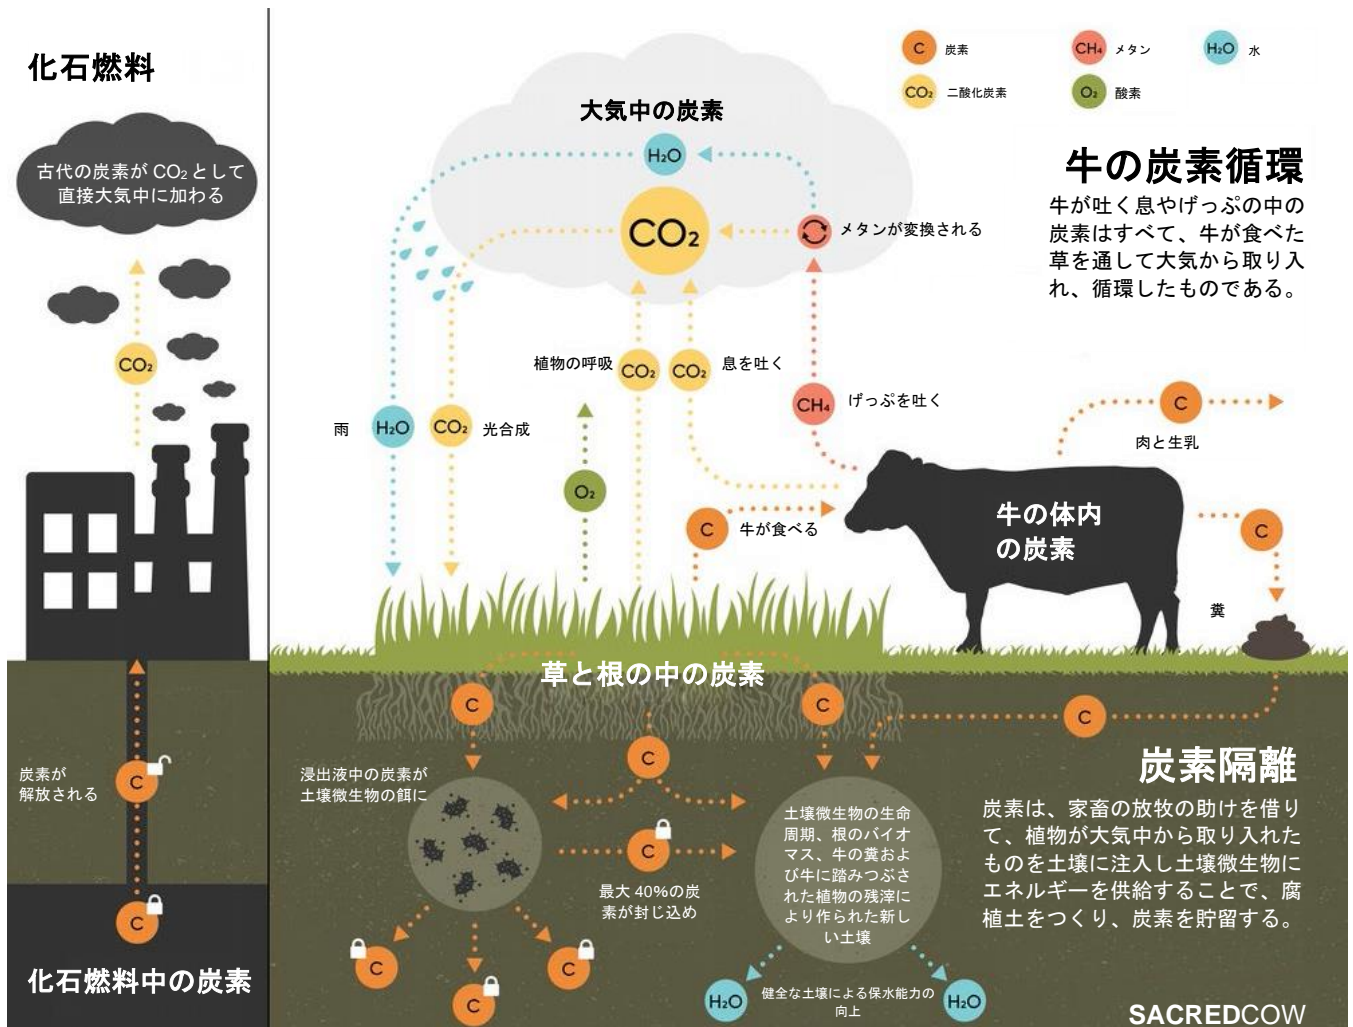 化石燃料
古代の炭素が CO₂ として
直接大気中に加わる
CO₂
炭素が
解放される
C
C
化石燃料中の炭素
C 炭素
CH₄ メタン
H₂O 水
CO₂ 二酸化炭素
O₂ 酸素
大気中の炭素
H₂O
CO₂
メタンが変換される
牛の炭素循環
牛が吐く息やげっぷの中の
炭素はすべて、牛が食べた
草を通して大気から取り入
れ、循環したものである。
植物の呼吸
CO₂
CO₂
息を吐く
CH₄
げっぷを吐く
C
肉と生乳
雨
H₂O
CO₂
光合成
O₂
C
牛が食べる
牛の体内
の炭素
C
糞
草と根の中の炭素
C
C
C
C
浸出液中の炭素が
土壌微生物の餌に
C
最大 40%の炭
素が封じ込め
土壌微生物の生命
周期、根のバイオ
マス、牛の糞およ
び牛に踏みつぶさ
れた植物の残滓に
より作られた新し
い土壌
炭素隔離
炭素は、家畜の放牧の助けを借り
て、植物が大気中から取り入れた
ものを土壌に注入し土壌微生物に
エネルギーを供給することで、腐
植土をつくり、炭素を貯留する。
C
C
C
H₂O
健全な土壌による保水能力の
向上
H₂O
SACREDCOW